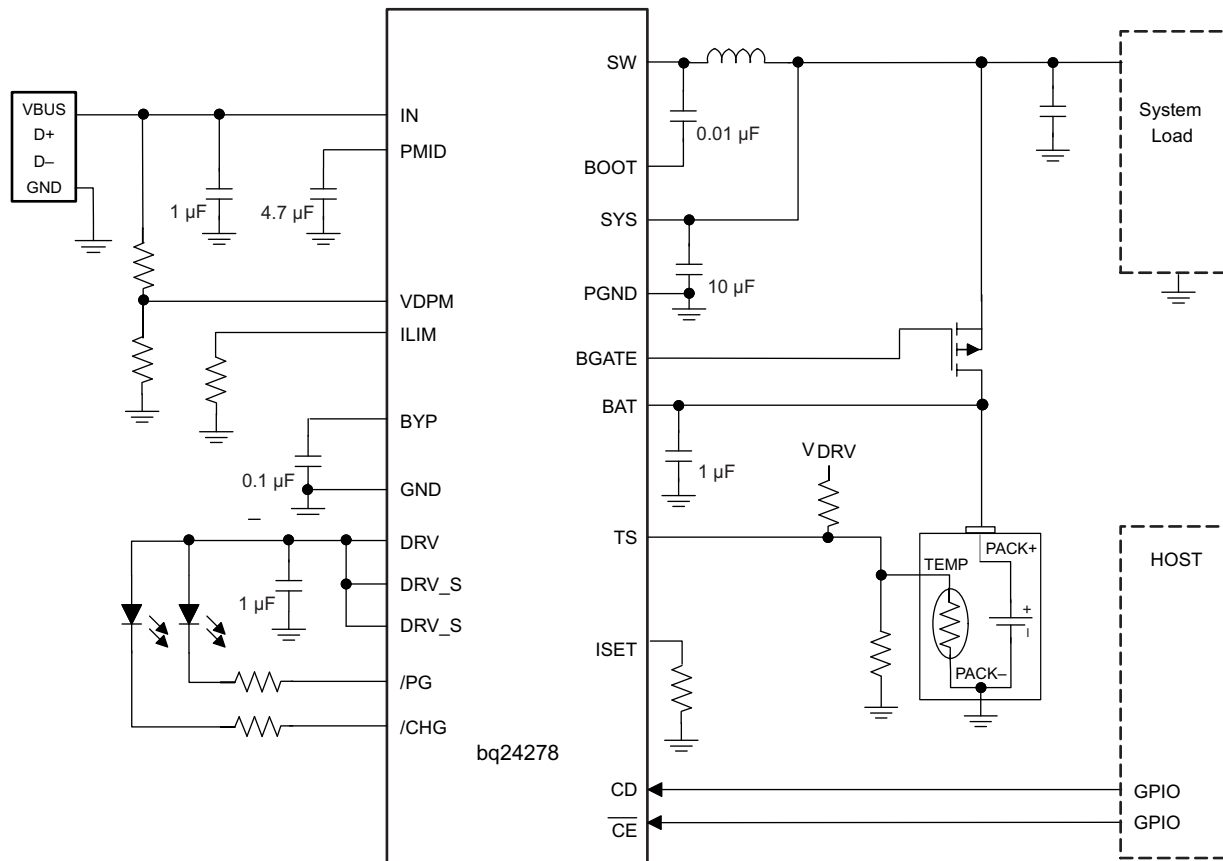 VBUS
D+
D–
GND
1 µF
4.7 µF
0.1 µF
1 µF
IN
PMID
VDPM
ILIM
BYP
GND
DRV
DRV_S
DRV_S
/PG
/CHG
bq24278
SW
BOOT
SYS
PGND
BGATE
BAT
TS
ISET
CD
CE
0.01 µF
10 µF
1 µF
VDRV
TEMP
PACK+
+
–
PACK–
System
Load
HOST
GPIO
GPIO